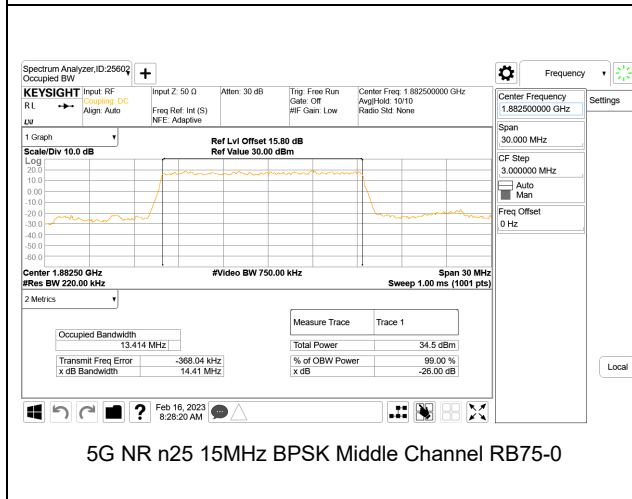 Spectrum Analyzer,ID:25602
Occupied BW
+
Frequency
KEYSIGHT
Input: RF
Input Z: 50 Ω
Atten: 30 dB
Trig: Free Run
Center Freq: 1.882500000 GHz
R L
Coupling: DC
Gate: Off
Avg|Hold: 10/10
Align: Auto
Freq Ref: Int (S)
#IF Gain: Low
Radio Std: None
NFE: Adaptive
Center Frequency
1.882500000 GHz
Settings
Span
30.000 MHz
CF Step
3.000000 MHz
Auto
Man
Freq Offset
0 Hz
Local
1 Graph
Ref Lvl Offset 15.80 dB
Scale/Div 10.0 dB
Ref Value 30.00 dBm
Log
20.0
10.0
0.00
-10.0
-20.0
-30.0
-40.0
-50.0
-60.0
Center 1.88250 GHz
#Video BW 750.00 kHz
Span 30 MHz
#Res BW 220.00 kHz
Sweep 1.00 ms (1001 pts)
2 Metrics
Measure Trace
Trace 1
Occupied Bandwidth
13.414 MHz
Total Power
34.5 dBm
Transmit Freq Error
-368.04 kHz
% of OBW Power
99.00 %
x dB Bandwidth
14.41 MHz
x dB
-26.00 dB
?
Feb 16, 2023
8:28:20 AM
5G NR n25 15MHz BPSK Middle Channel RB75-0